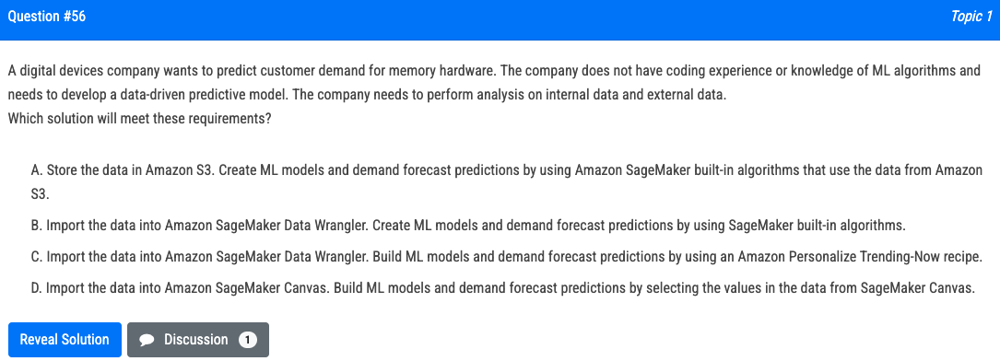 Question #56
Topic 1
A digital devices company wants to predict customer demand for memory hardware. The company does not have coding experience or knowledge of ML algorithms and
needs to develop a data-driven predictive model. The company needs to perform analysis on internal data and external data.
Which solution will meet these requirements?
A. Store the data in Amazon S3. Create ML models and demand forecast predictions by using Amazon SageMaker built-in algorithms that use the data from Amazon
S3.
B. Import the data into Amazon SageMaker Data Wrangler. Create ML models and demand forecast predictions by using SageMaker built-in algorithms.
C. Import the data into Amazon SageMaker Data Wrangler. Build ML models and demand forecast predictions by using an Amazon Personalize Trending-Now recipe.
D. Import the data into Amazon SageMaker Canvas. Build ML models and demand forecast predictions by selecting the values in the data from SageMaker Canvas.
Reveal Solution
Discussion 1